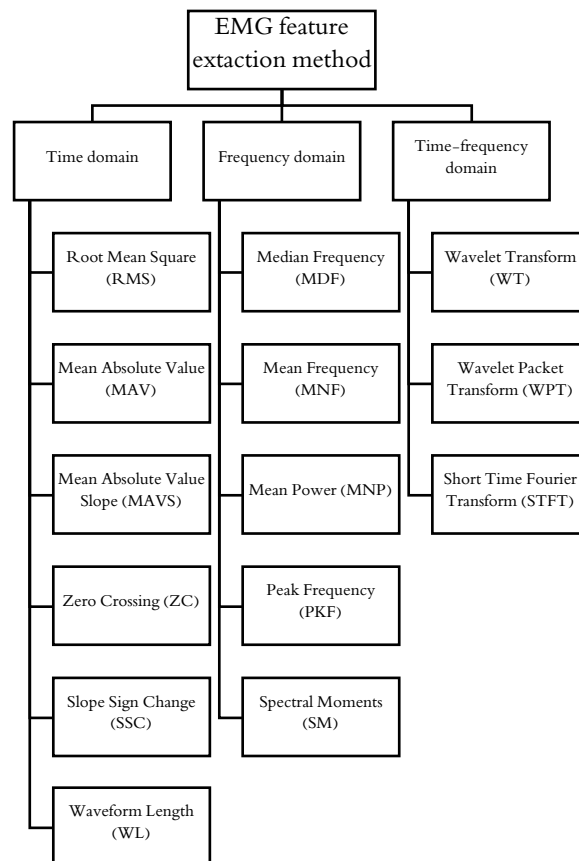 EMG feature
extaction method
Time domain
Frequency domain
Time-frequency
domain
Root Mean Square
(RMS)
Median Frequency
(MDF)
Wavelet Transform
(WT)
Mean Absolute Value
(MAV)
Mean Frequency
(MNF)
Wavelet Packet
Transform (WPT)
Mean Absolute Value
Slope (MAVS)
Mean Power (MNP)
Short Time Fourier
Transform (STFT)
Zero Crossing (ZC)
Peak Frequency
(PKF)
Slope Sign Change
(SSC)
Spectral Moments
(SM)
Waveform Length
(WL)